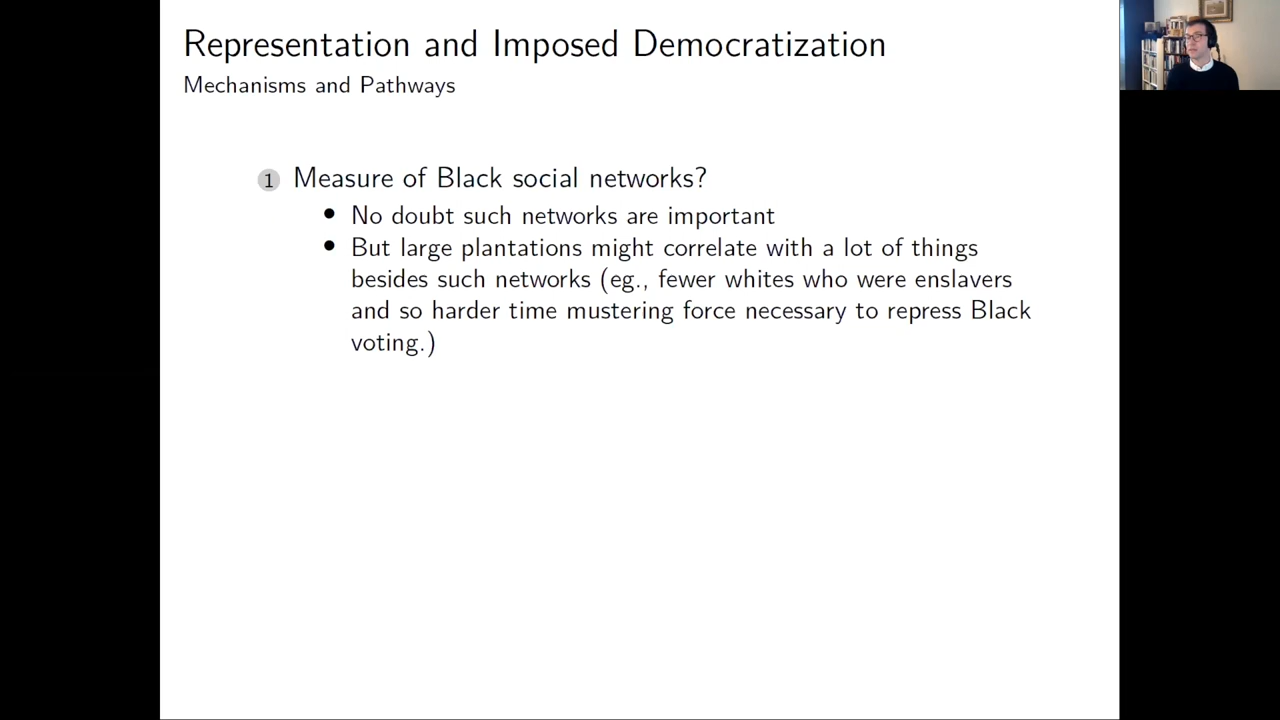 Representation and Imposed Democratization
Mechanisms and Pathways
1 Measure of Black social networks?
• No doubt such networks are important
• But large plantations might correlate with a lot of things
besides such networks (eg., fewer whites who were enslavers
and so harder time mustering force necessary to repress Black
voting.)